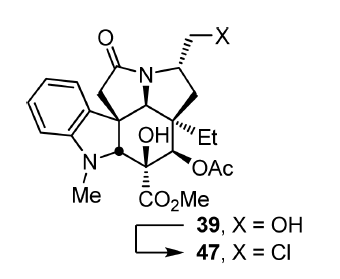 O
X
N
OH
Et
N
OAc
Me
CO₂Me
39, X = OH
47, X = Cl